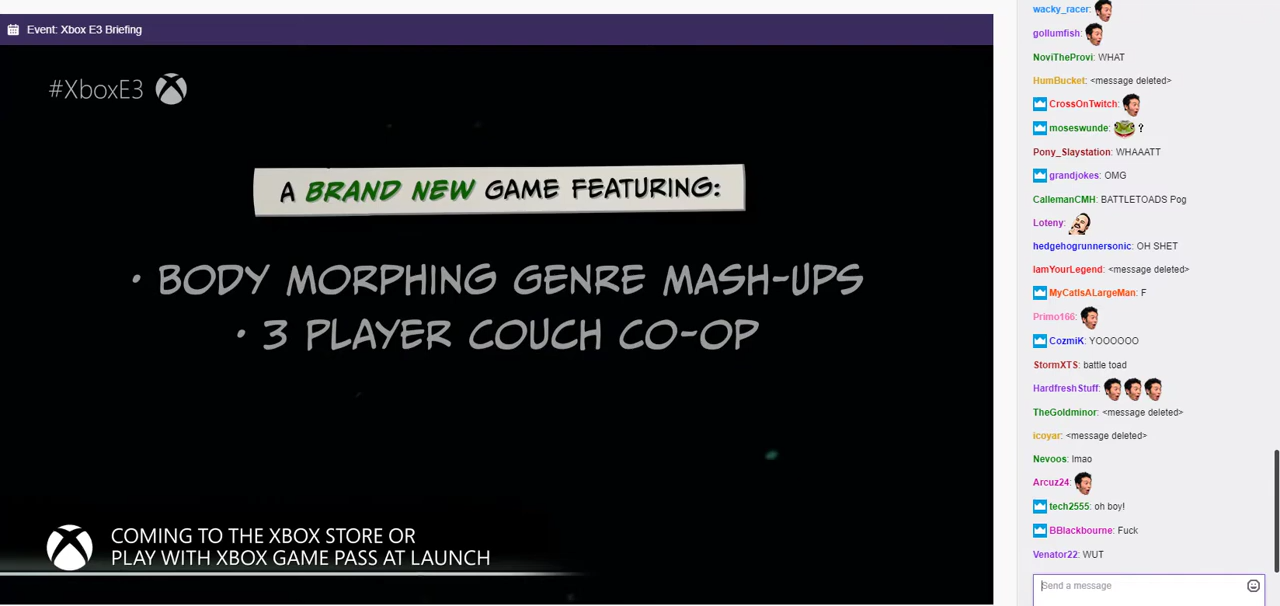 Event: Xbox E3 Briefing
#XboxE3
A BRAND NEW GAME FEATURING:
• BODY MORPHING GENRE MASH-UPS
• 3 PLAYER COUCH CO-OP
COMING TO THE XBOX STORE OR
PLAY WITH XBOX GAME PASS AT LAUNCH
wacky_racer:
gollumfish:
NoviTheProvi: WHAT
HumBucket: <message deleted>
CrossOnTwitch:
moseswunde: ?
Pony_Slaystation: WHAAATT
grandjokes: OMG
CallemanCMH: BATTLETOADS Pog
Loteny:
hedgehogrunnersonic: OH SHET
IamYourLegend: <message deleted>
MyCatIsALargeMan: F
Primo166:
CozmiK: YOOOOOO
StormXTS: battle toad
HardfreshStuff:
TheGoldminor: <message deleted>
icoyar: <message deleted>
Nevoos: lmao
Arcuz24:
tech2555: oh boy!
BBlackbourne: Fuck
Venator22: WUT
Send a message